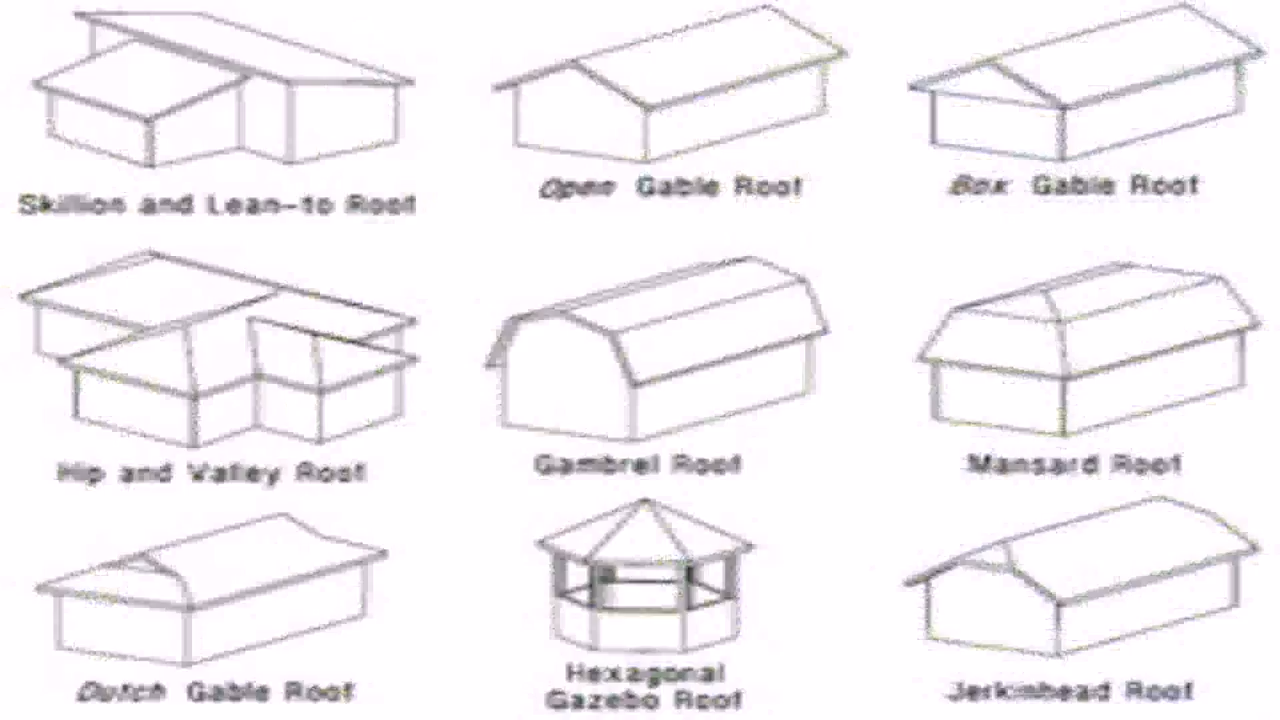 Skillion and Lean-to Roof
Open Gable Roof
Box Gable Roof
Hip and Valley Roof
Gambrel Roof
Mansard Roof
Dutch Gable Roof
Hexagonal
Gazebo Roof
Jerkinhead Roof